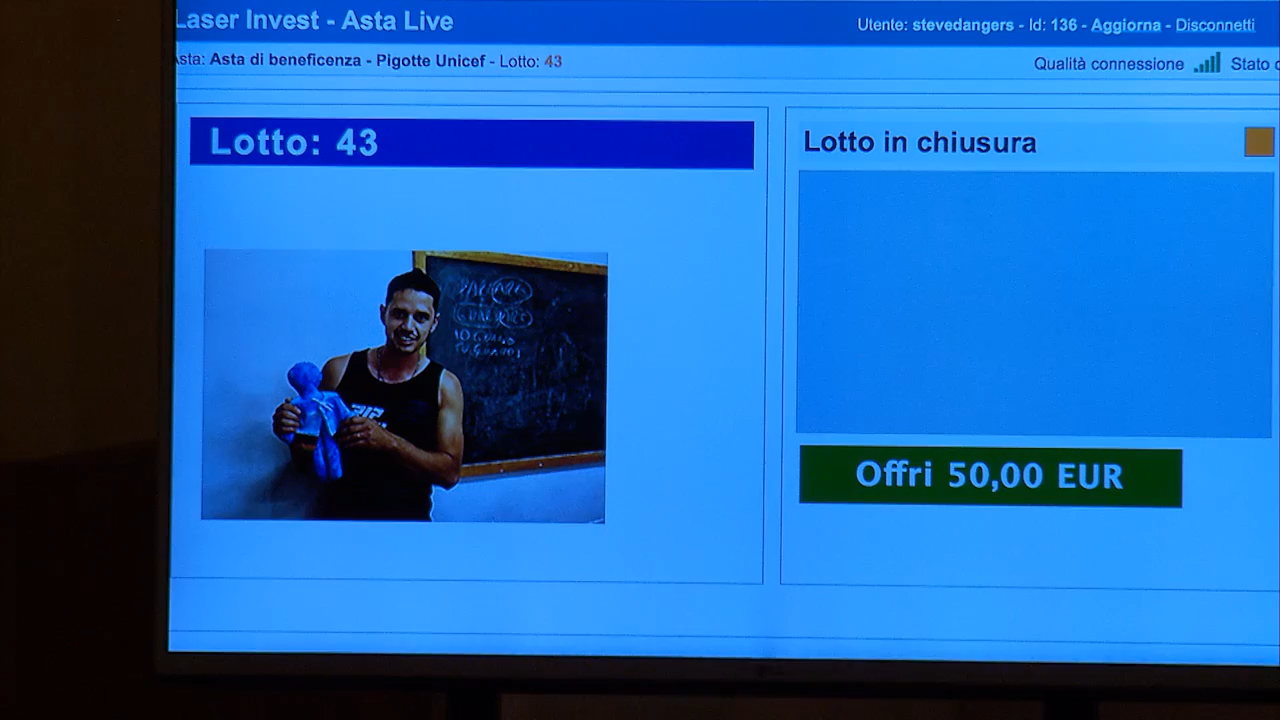 Laser Invest - Asta Live
Utente: stevedangers - Id: 136 - Aggiorna - Disconnetti
Asta: Asta di beneficenza - Pigotte Unicef - Lotto: 43
Qualità connessione
Stato
Lotto: 43
Lotto in chiusura
Offri 50,00 EUR